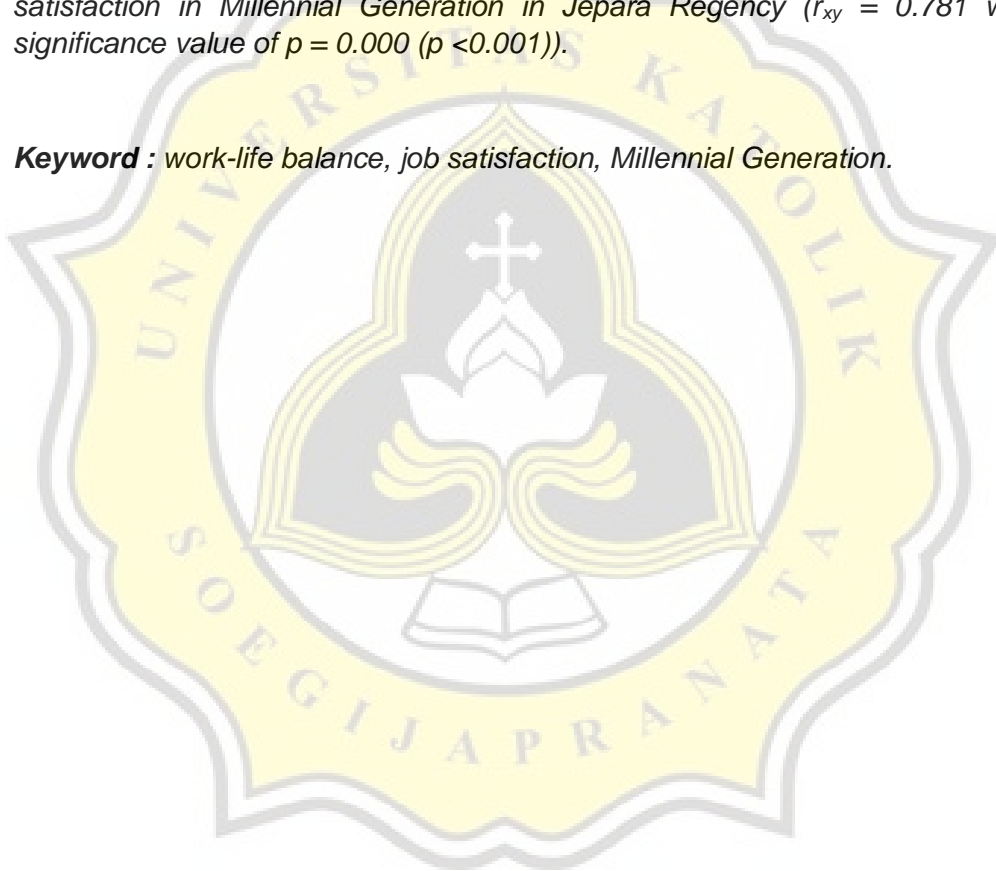 satisfaction in Millennial Generation in Jepara Regency (rxy = 0.781 w
significance value of p = 0.000 (p <0.001)).
Keyword : work-life balance, job satisfaction, Millennial Generation.
UNIVERSITAS KATOLIK
SOEGIJAPRANATA